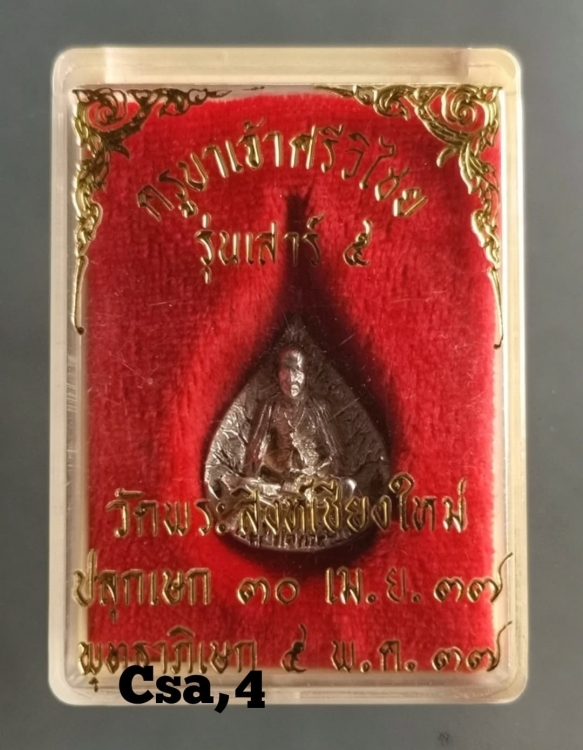 ครูบาเจ้าศรีวิไชย
รุ่นเสาร์ ๕
วัดพระสิงห์เชียงใหม่
ปลุกเษก ๓๐ เม.ย.๓๗
พุทธาภิเษก ๕ พ.ค.๓๗
Csa,4